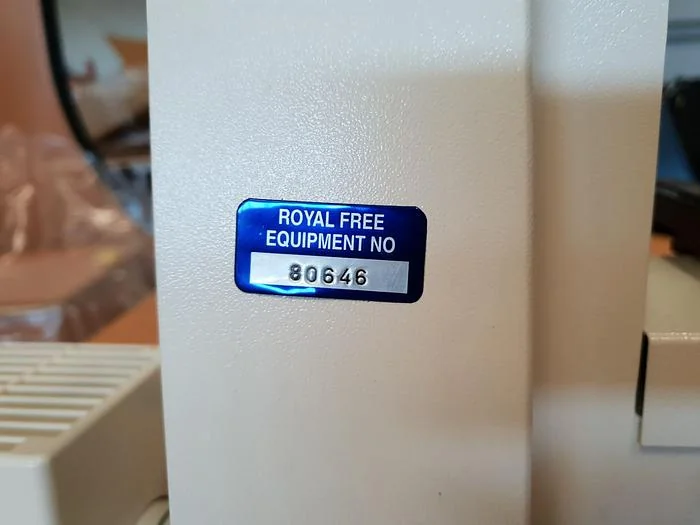 ROYAL FREE
EQUIPMENT NO
80646